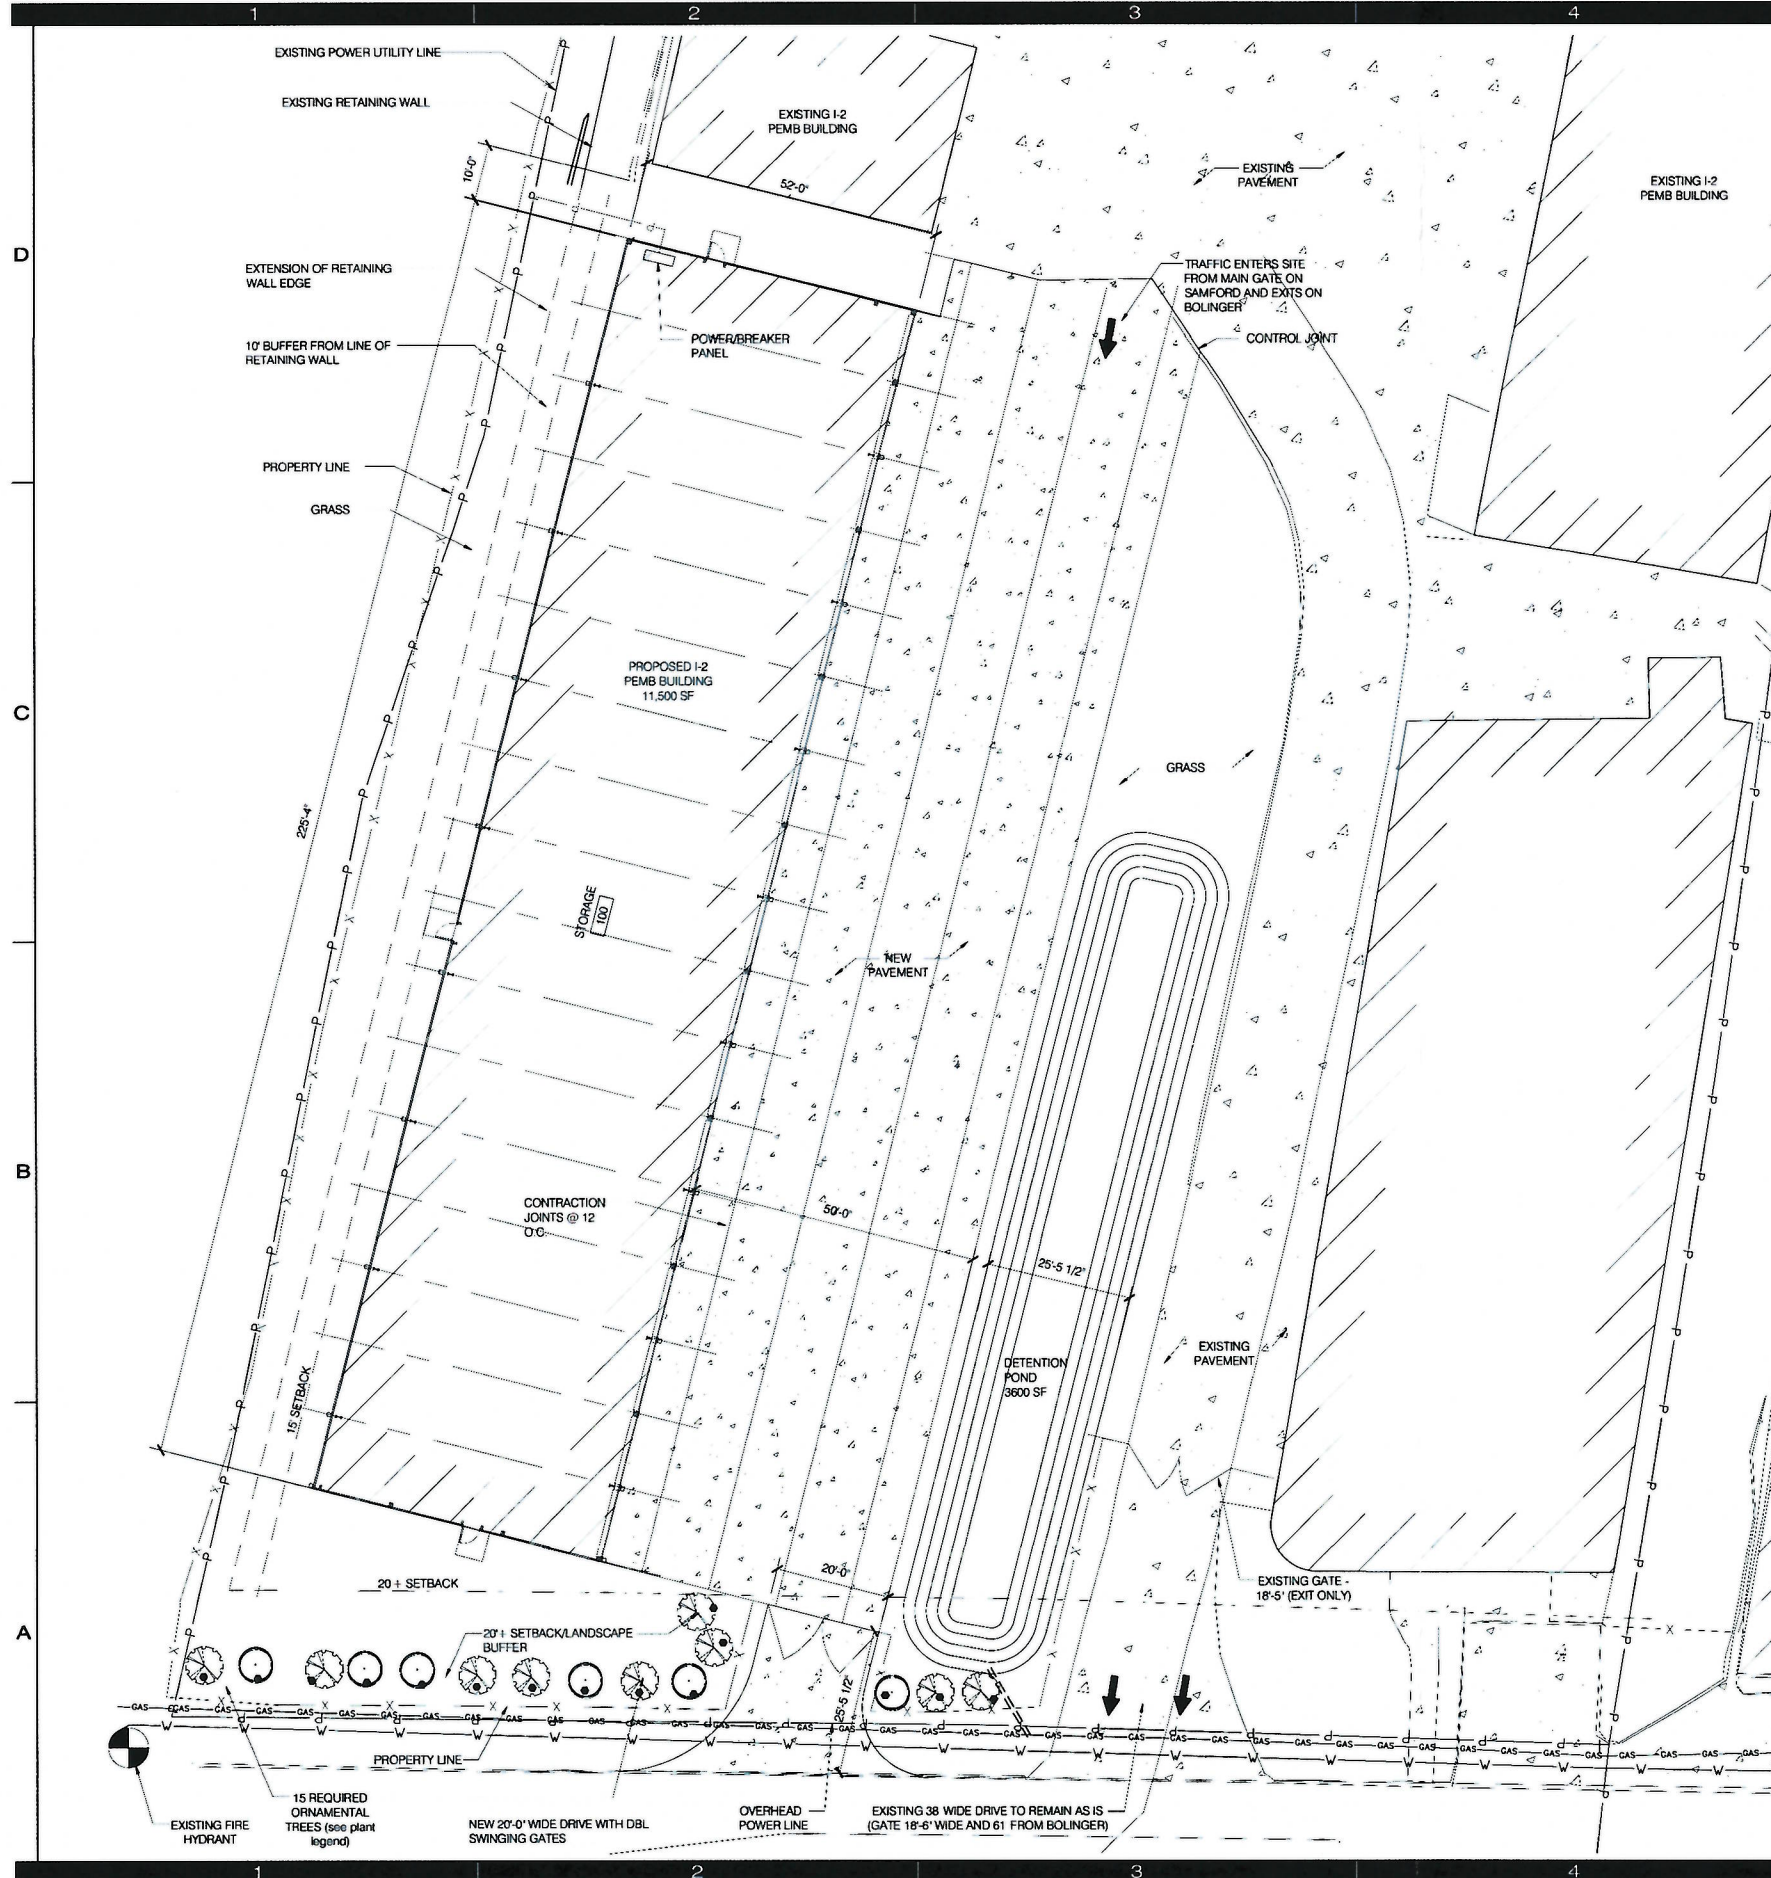 1 2 3 4
EXISTING POWER UTILITY LINE
EXISTING RETAINING WALL
EXISTING I-2
PEMB BUILDING
EXISTING
PAVEMENT
EXISTING I-2
PEMB BUILDING
10'-0"
52'-0"
D
EXTENSION OF RETAINING
WALL EDGE
TRAFFIC ENTERS SITE
FROM MAIN GATE ON
SAMFORD AND EXITS ON
BOLINGER
CONTROL JOINT
POWER/BREAKER
PANEL
10' BUFFER FROM LINE OF
RETAINING WALL
PROPERTY LINE
GRASS
PROPOSED I-2
PEMB BUILDING
11,500 SF
C
GRASS
225'-4"
STORAGE
100
NEW
PAVEMENT
B
CONTRACTION
JOINTS @ 12
O.C.
50'-0"
25'-5 1/2"
EXISTING
PAVEMENT
DETENTION
POND
3600 SF
15' SETBACK
20'-0"
20 + SETBACK
EXISTING GATE -
18'-5' (EXIT ONLY)
A
20'+ SETBACK/LANDSCAPE
BUFFER
25'-5 1/2"
PROPERTY LINE
15 REQUIRED
ORNAMENTAL
TREES (see plant
legend)
EXISTING FIRE
HYDRANT
NEW 20'-0' WIDE DRIVE WITH DBL
SWINGING GATES
OVERHEAD
POWER LINE
EXISTING 38 WIDE DRIVE TO REMAIN AS IS
(GATE 18'-6' WIDE AND 61 FROM BOLINGER)
1 2 3 4